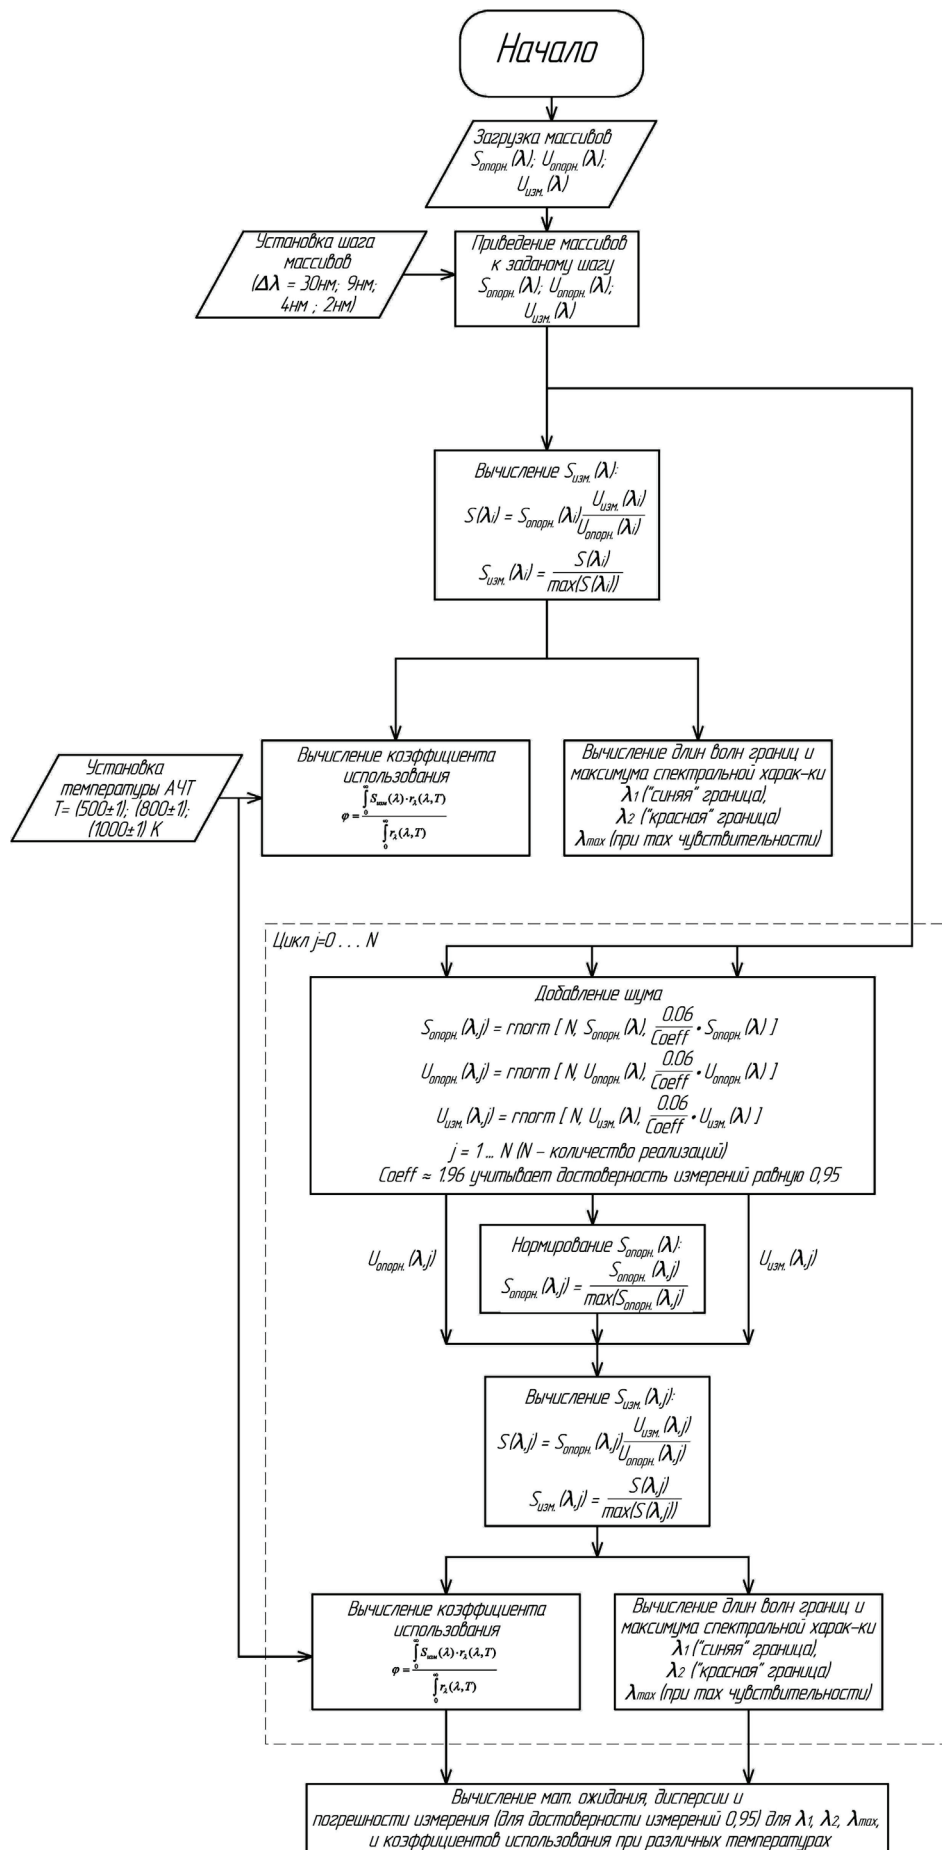 Начало
Загрузка массивов
Sопорн.(λ); Uопорн.(λ);
Uизм.(λ)
Установка шага
массивов
(Δλ = 30нм; 9нм;
4нм ; 2нм)
Приведение массивов
к заданому шагу
Sопорн.(λ); Uопорн.(λ);
Uизм.(λ)
Вычисление Sизм.(λ):
S(λi) = Sопорн.(λi) Uизм.(λi) / Uопорн.(λi)
Sизм.(λi) = S(λi) / max(S(λi))
Установка
температуры АЧТ
T= (500±1); (800±1);
(1000±1) K
Вычисление коэффициента
использования
φ = ∫0∞ Sизм(λ)·rλ(λ,T) / ∫0∞ rλ(λ,T)
Вычисление длин волн границ и
максимума спектральной харак-ки
λ1 ("синяя" граница),
λ2 ("красная" граница)
λmax (при max чувствительности)
Цикл j=0 . . . N
Добавление шума
Sопорн.(λ,j) = rnorm [ N, Sопорн.(λ), 0.06 / Coeff • Sопорн.(λ) ]
Uопорн.(λ,j) = rnorm [ N, Uопорн.(λ), 0.06 / Coeff • Uопорн.(λ) ]
Uизм.(λ,j) = rnorm [ N, Uизм.(λ), 0.06 / Coeff • Uизм.(λ) ]
j = 1... N (N – количество реализаций)
Coeff ≈ 1.96 учитывает достоверность измерений равную 0,95
Uопорн.(λ,j)
Нормирование Sопорн.(λ):
Sопорн.(λ,j) = Sопорн.(λ,j) / max(Sопорн.(λ,j)
Uизм.(λ,j)
Вычисление Sизм.(λ,j):
S(λ,j) = Sопорн.(λ,j) Uизм.(λ,j) / Uопорн.(λ,j)
Sизм.(λ,j) = S(λ,j) / max(S(λ,j))
Вычисление коэффициента
использования
φ = ∫0∞ Sизм(λ)·rλ(λ,T) / ∫0∞ rλ(λ,T)
Вычисление длин волн границ и
максимума спектральной харак-ки
λ1 ("синяя" граница),
λ2 ("красная" граница)
λmax (при max чувствительности)
Вычисление мат. ожидания, дисперсии и
погрешности измерения (для достоверности измерений 0,95) для λ1, λ2, λmax,
и коэффициентов использования при различных температурах